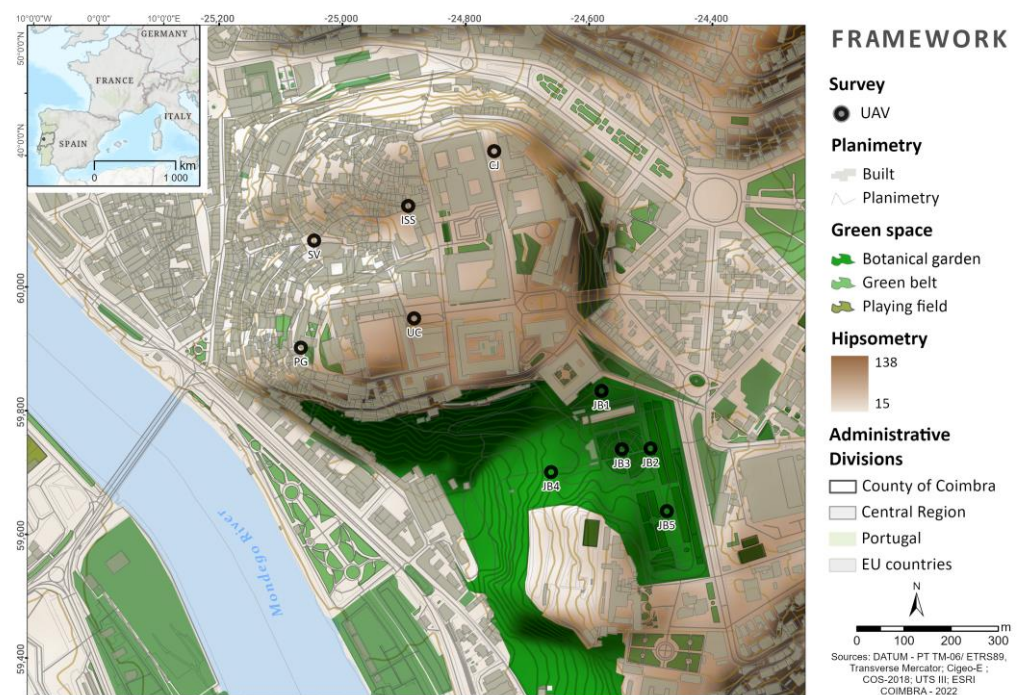 10°0'0"W
0°0'0"
10°0'0"E
-25,200
-25,000
-24,800
-24,600
-24,400
50°0'0"N
40°0'0"N
GERMANY
FRANCE
ITALY
SPAIN
km
0
1 000
60,000
59,800
59,600
59,400
CJ
ISS
SV
UC
PG
JB1
JB3
JB2
JB4
JB5
Mondego River
FRAMEWORK
Survey
UAV
Planimetry
Built
Planimetry
Green space
Botanical garden
Green belt
Playing field
Hipsometry
138
15
Administrative
Divisions
County of Coimbra
Central Region
Portugal
EU countries
N
m
0 100 200 300
Sources: DATUM - PT TM-06/ ETRS89,
Transverse Mercator; Cigeo-E ;
COS-2018; UTS III; ESRI
COIMBRA - 2022